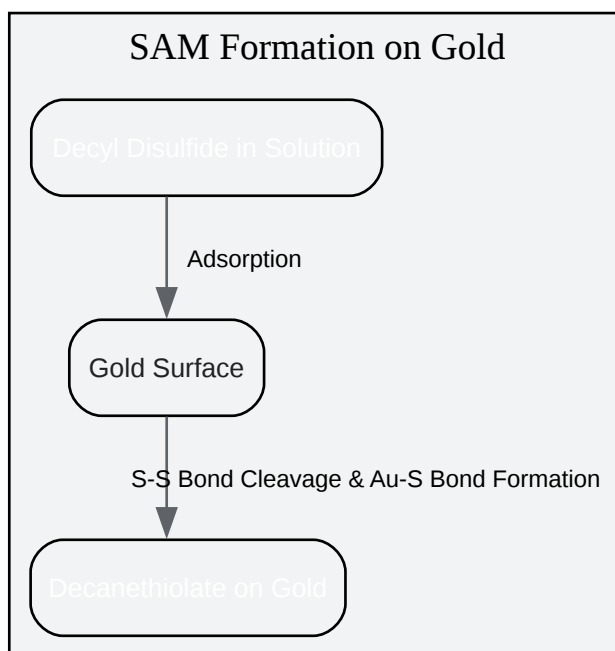 SAM Formation on Gold
Decyl Disulfide in Solution
Adsorption
Gold Surface
S-S Bond Cleavage & Au-S Bond Formation
Decanethiolate on Gold